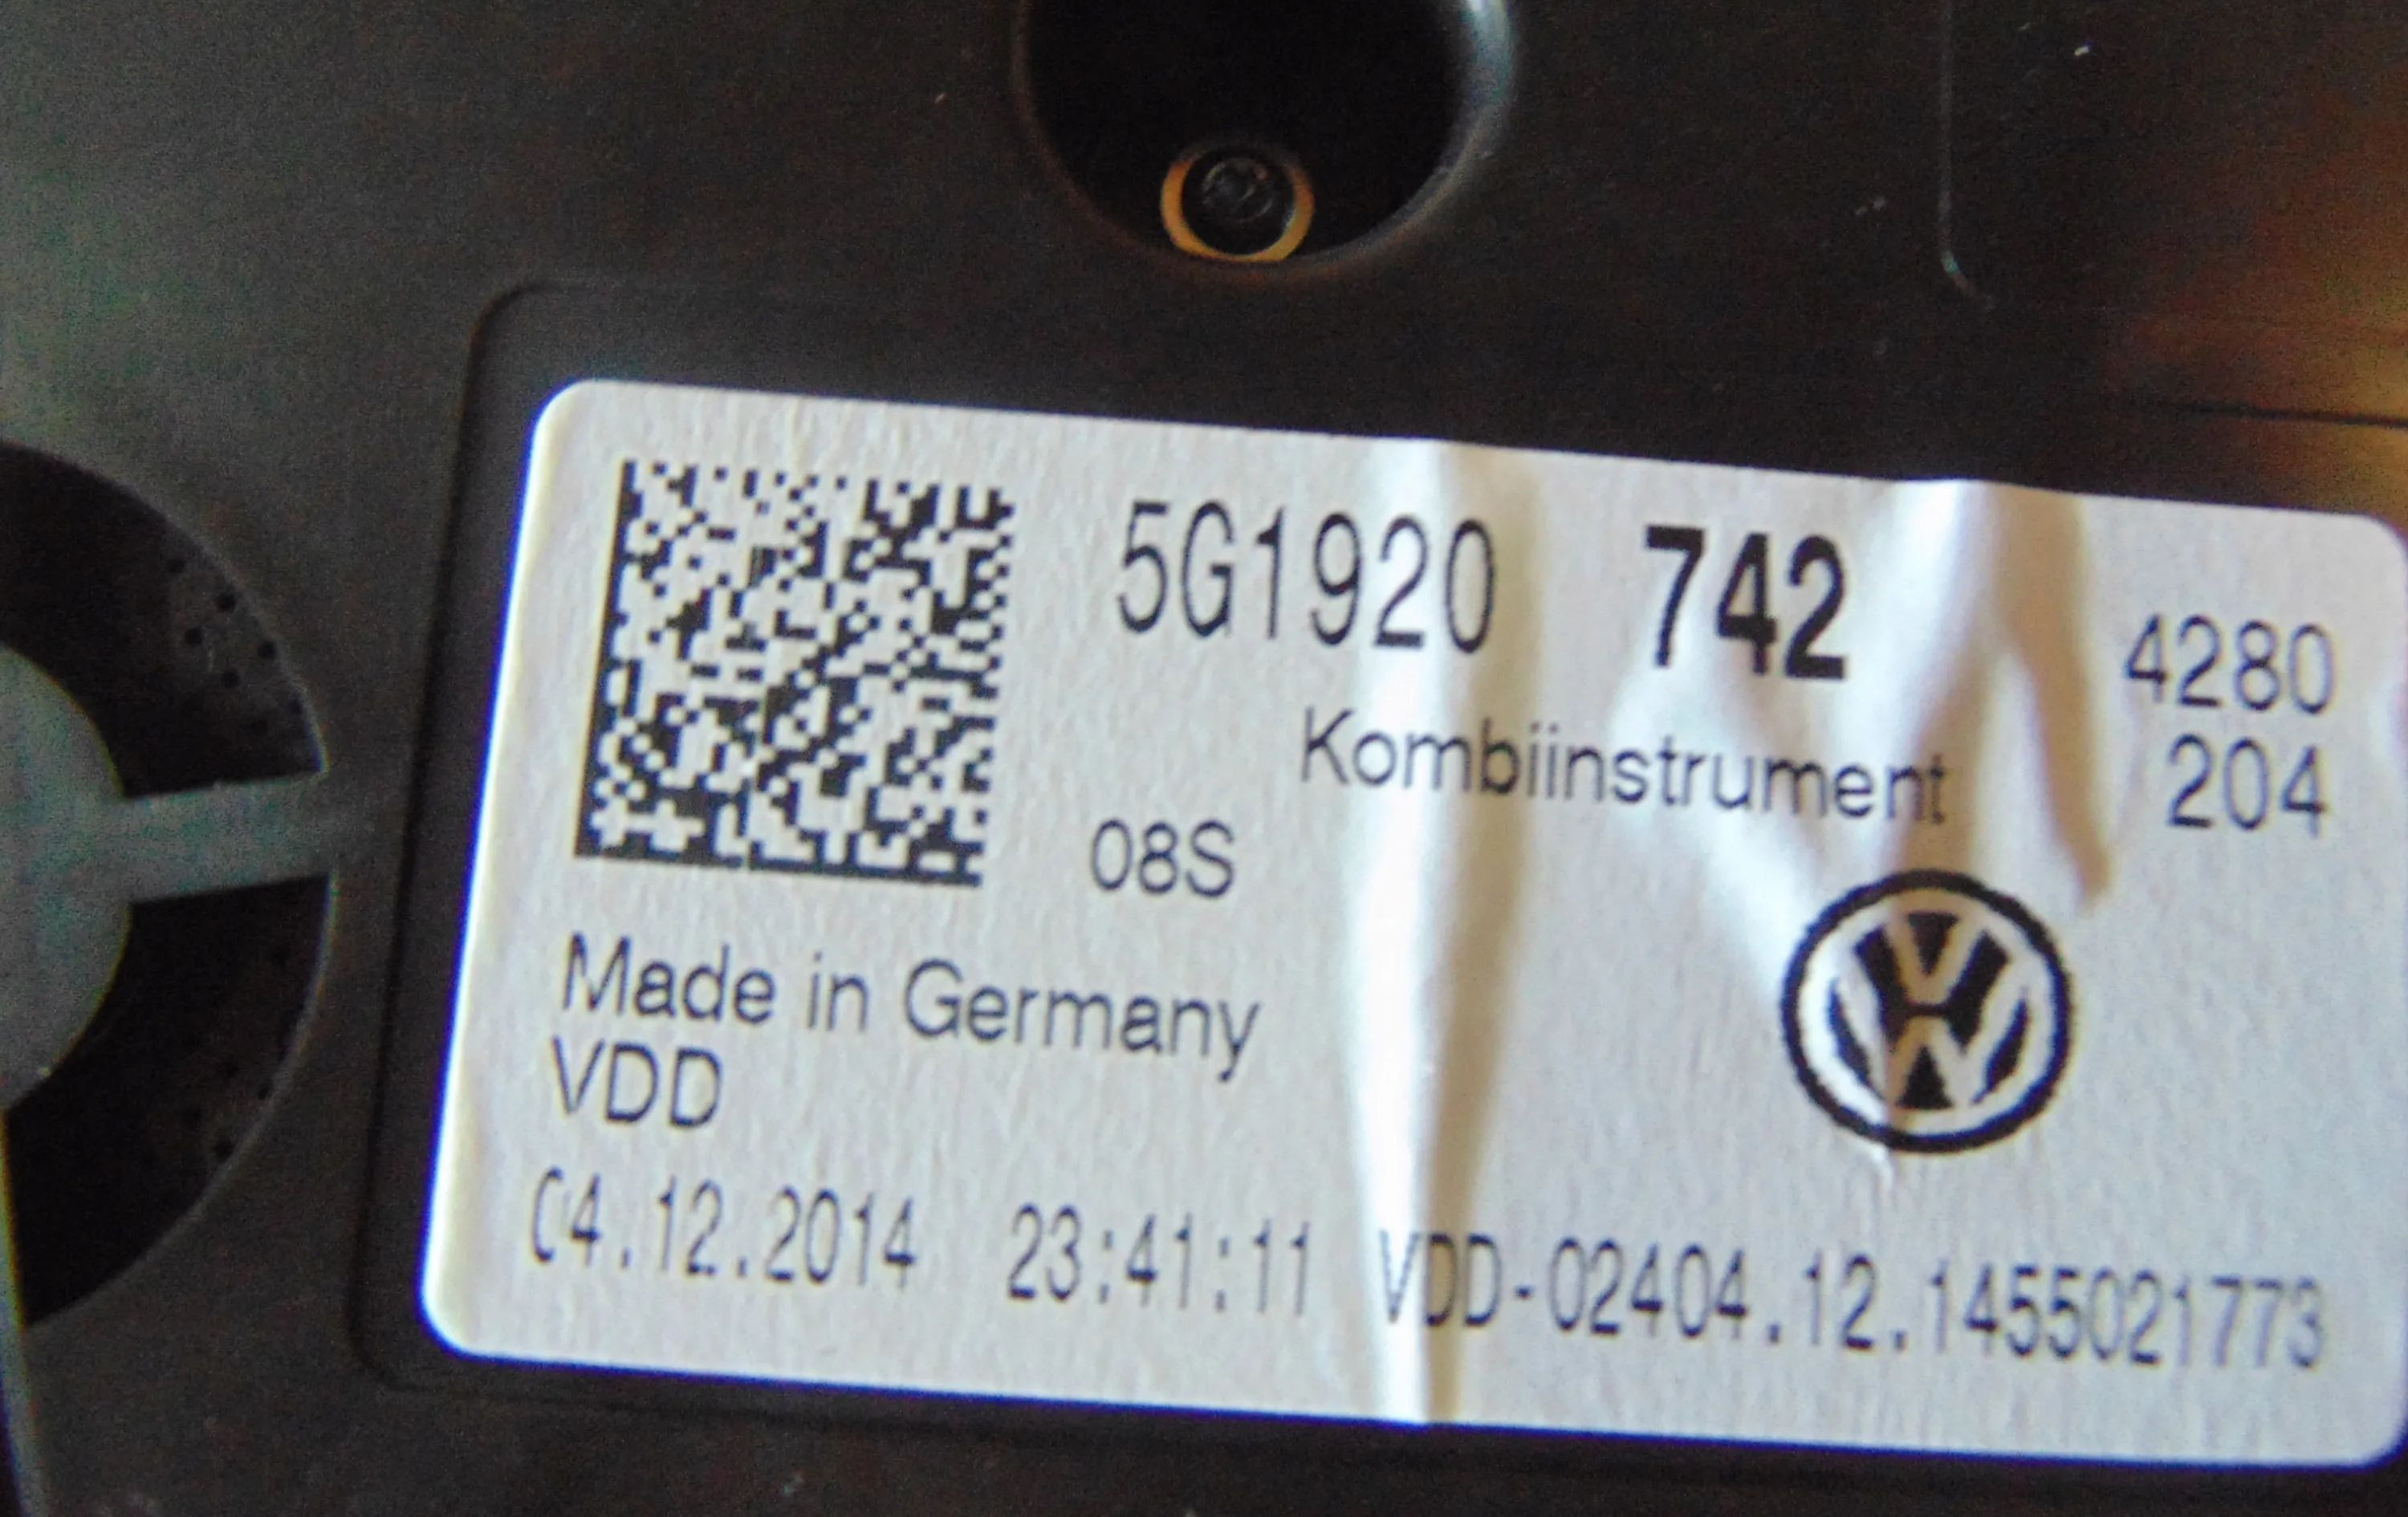 5G1920 742 4280
Kombiinstrument 204
08S
Made in Germany
VDD
04.12.2014 23:41:11 VDD-02404.12.1455021773